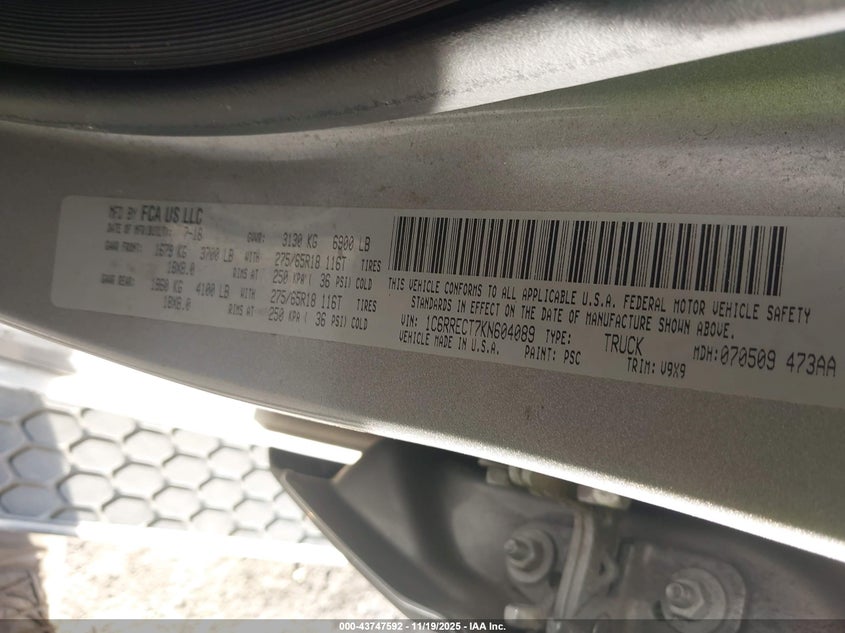 MFD BY FCA US LLC
DATE OF MFR: 7-18 GVWR: 3130 KG 6900 LB
GAWR FRONT: 1679 KG 3700 LB WITH 275/65R18 116T TIRES
18X8.0 RIMS AT 250 KPA ( 36 PSI) COLD
GAWR REAR: 1860 KG 4100 LB WITH 275/65R18 116T TIRES
18X8.0 RIMS AT 250 KPA ( 36 PSI) COLD
THIS VEHICLE CONFORMS TO ALL APPLICABLE U.S.A. FEDERAL MOTOR VEHICLE SAFETY
STANDARDS IN EFFECT ON THE DATE OF MANUFACTURE SHOWN ABOVE.
VIN: 1C6RRECT7KN604089 TYPE: TRUCK MDH: 070509 473AA
VEHICLE MADE IN U.S.A. PAINT: PSC TRIM: V9X9
000-43747592 - 11/19/2025 - IAA Inc.